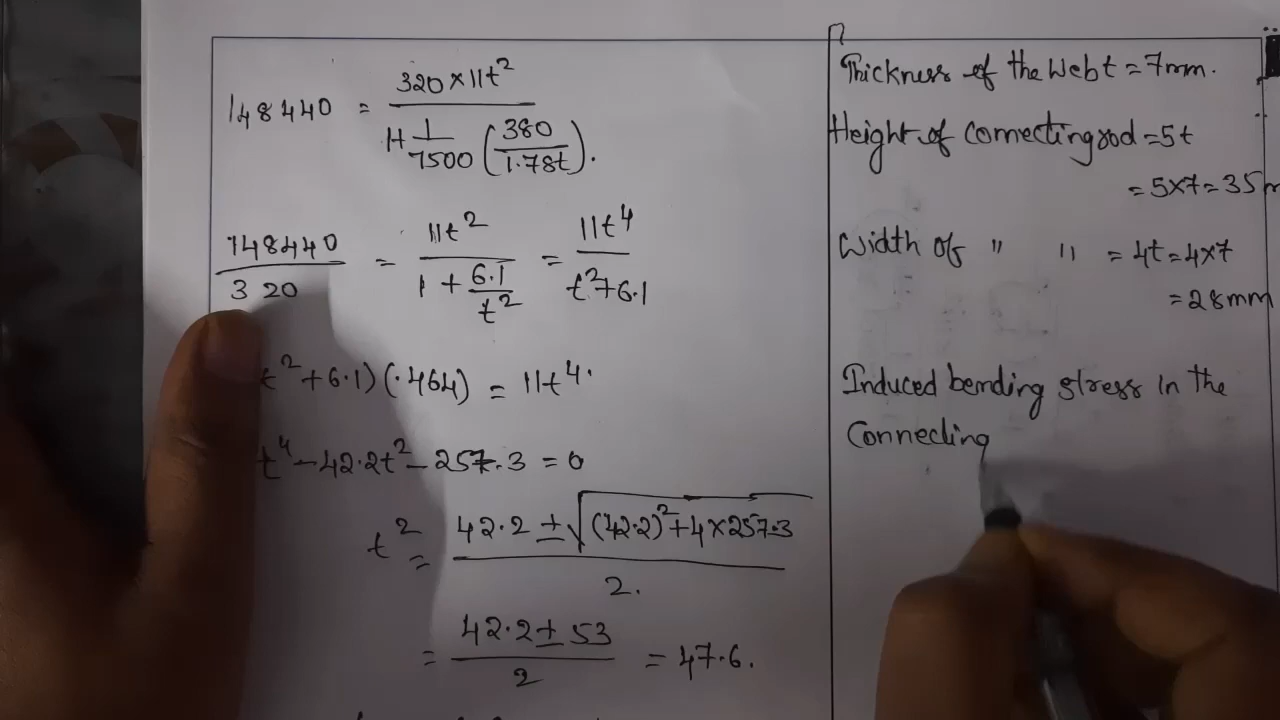 148440 = 320×11t² / 1+ 1/7500 (380/1.78t).
148440/320 = 11t² / 1 + 6.1/t² = 11t⁴ / t²+6.1
t²+6.1)(.464) = 11t⁴.
t⁴-42.2t²-257.3=0
t² = 42.2 ± √(42.2)²+4×257.3 / 2.
= 42.2 ± 53 / 2 = 47.6.
Thickness of the Web t = 7mm.
Height of Connecting rod = 5t
= 5×7=35
Width of " " = 4t=4×7
= 28mm
Induced bending stress in the
Connecting